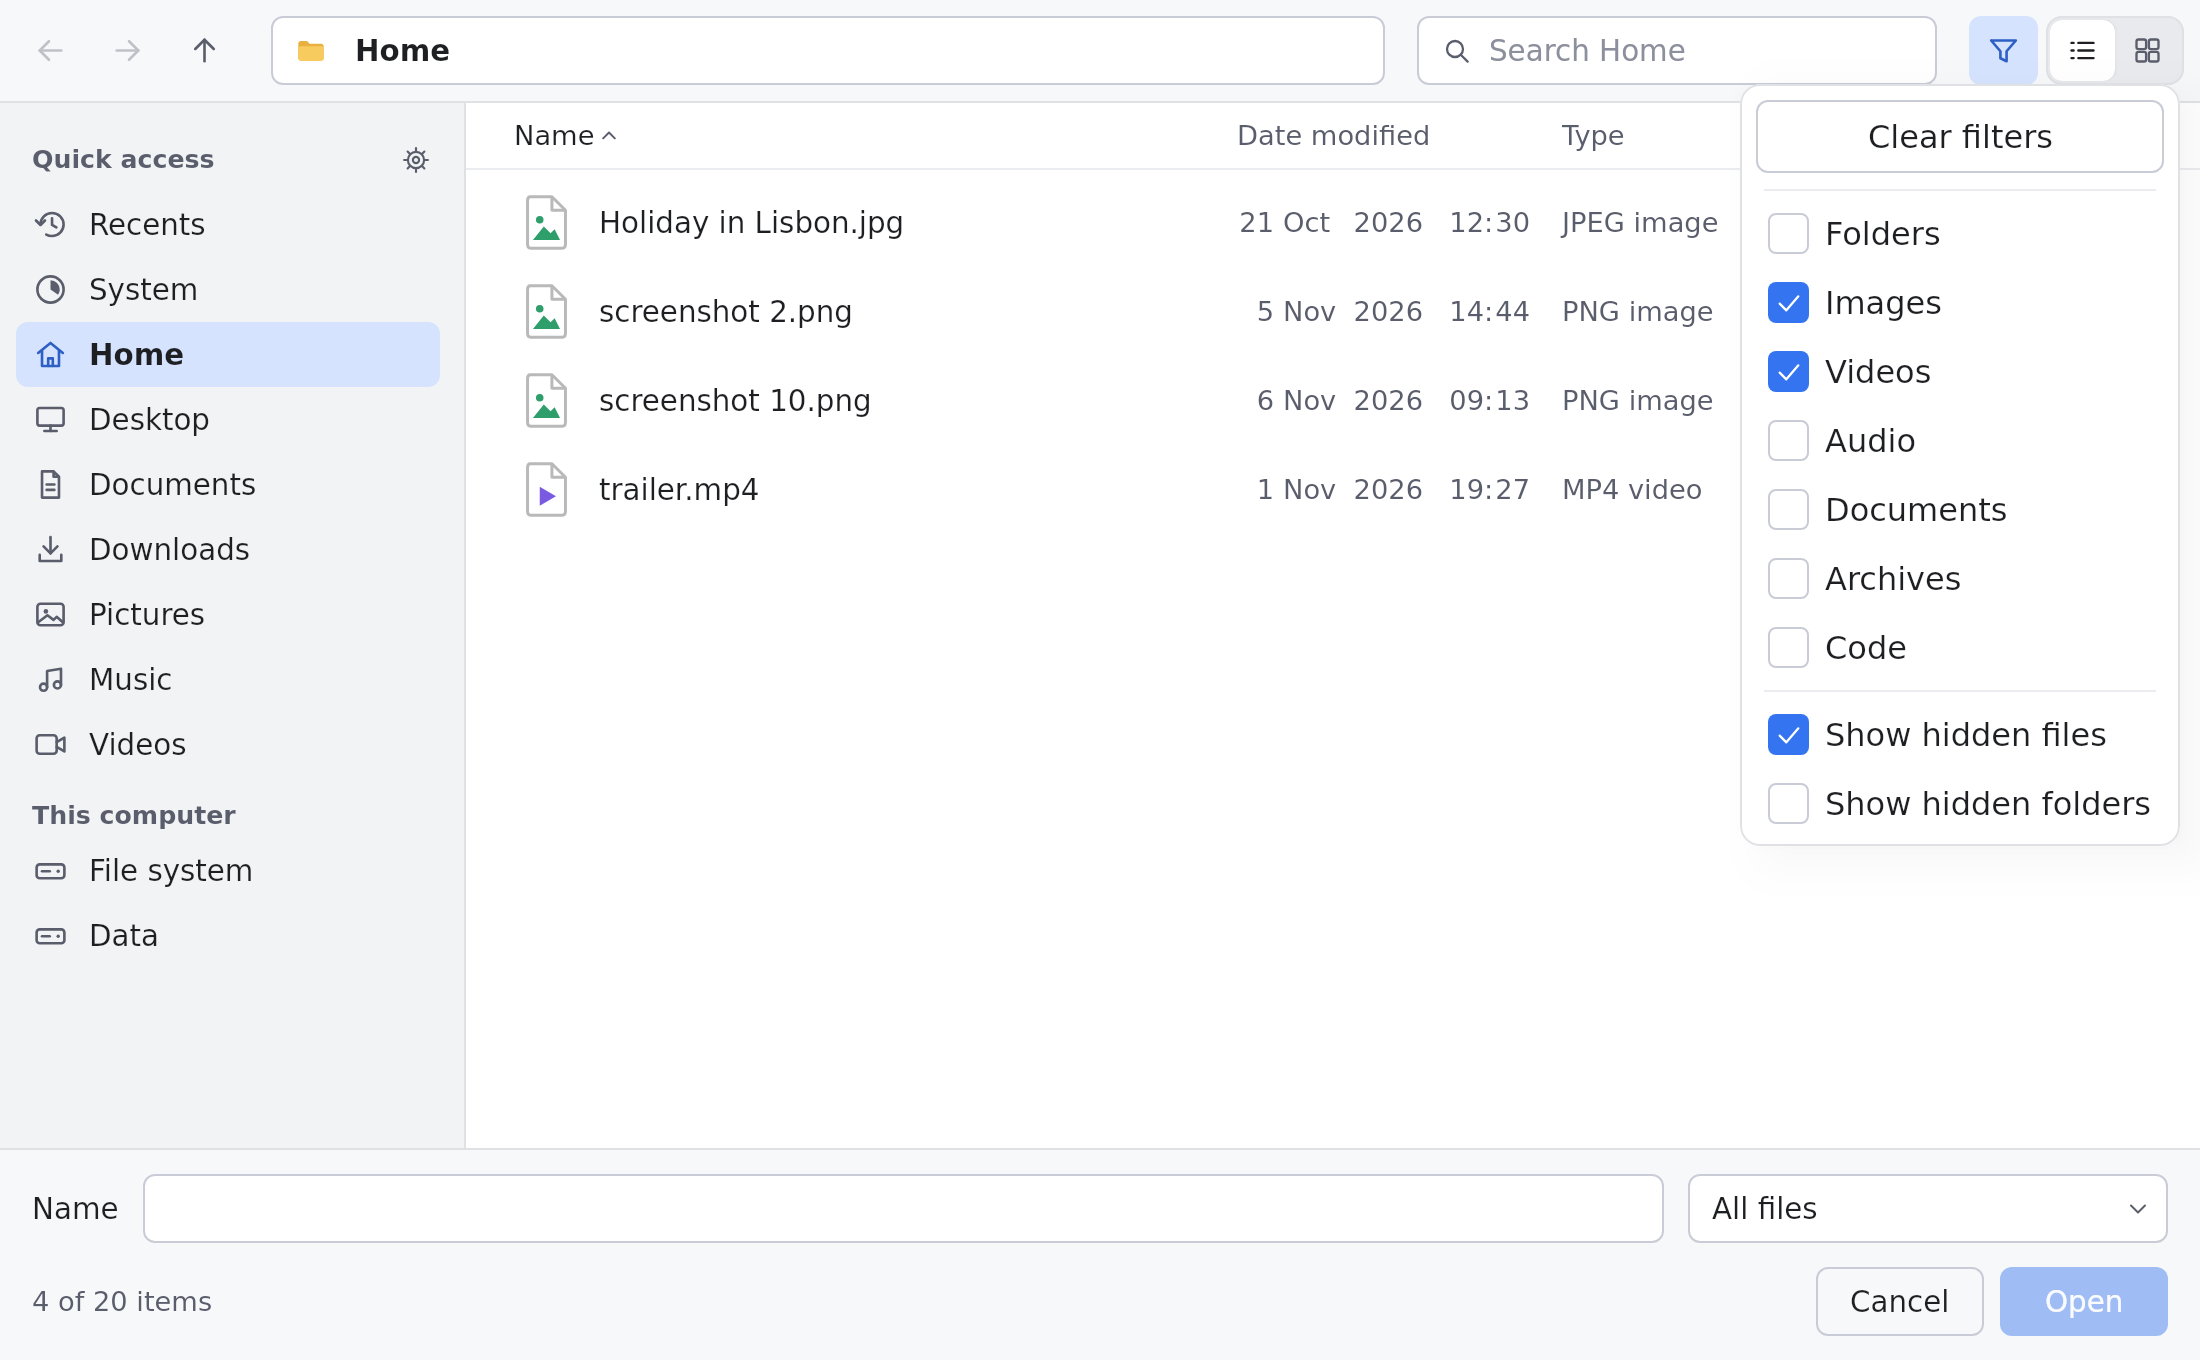 Home
Search Home
Clear filters
Folders
Images
Videos
Audio
Documents
Archives
Code
Show hidden files
Show hidden folders
Quick access
Recents
System
Home
Desktop
Documents
Downloads
Pictures
Music
Videos
This computer
File system
Data
Name Date modified Type
Holiday in Lisbon.jpg 21 Oct 2026 12:30 JPEG image
screenshot 2.png 5 Nov 2026 14:44 PNG image
screenshot 10.png 6 Nov 2026 09:13 PNG image
trailer.mp4 1 Nov 2026 19:27 MP4 video
Name
All files
4 of 20 items
Cancel
Open